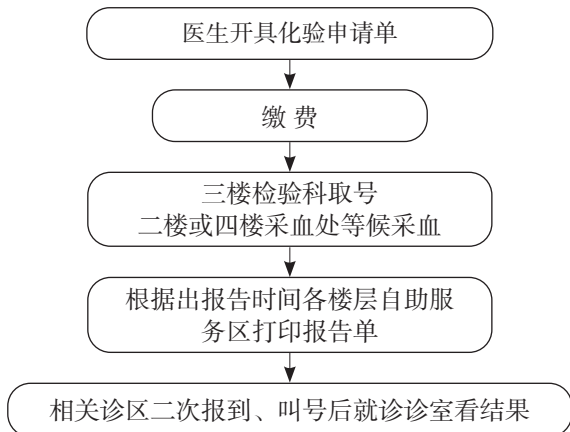 医生开具化验申请单
缴 费
三楼检验科取号
二楼或四楼采血处等候采血
根据出报告时间各楼层自助服
务区打印报告单
相关诊区二次报到、叫号后就诊诊室看结果